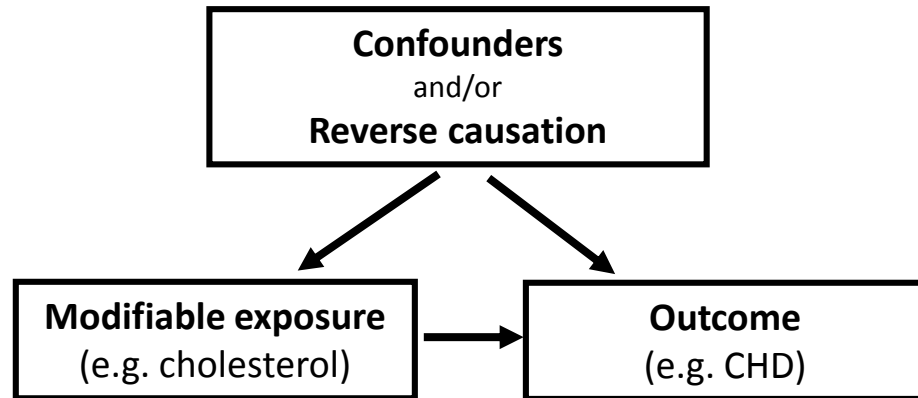 Confounders
and/or
Reverse causation
Modifiable exposure
(e.g. cholesterol)
Outcome
(e.g. CHD)